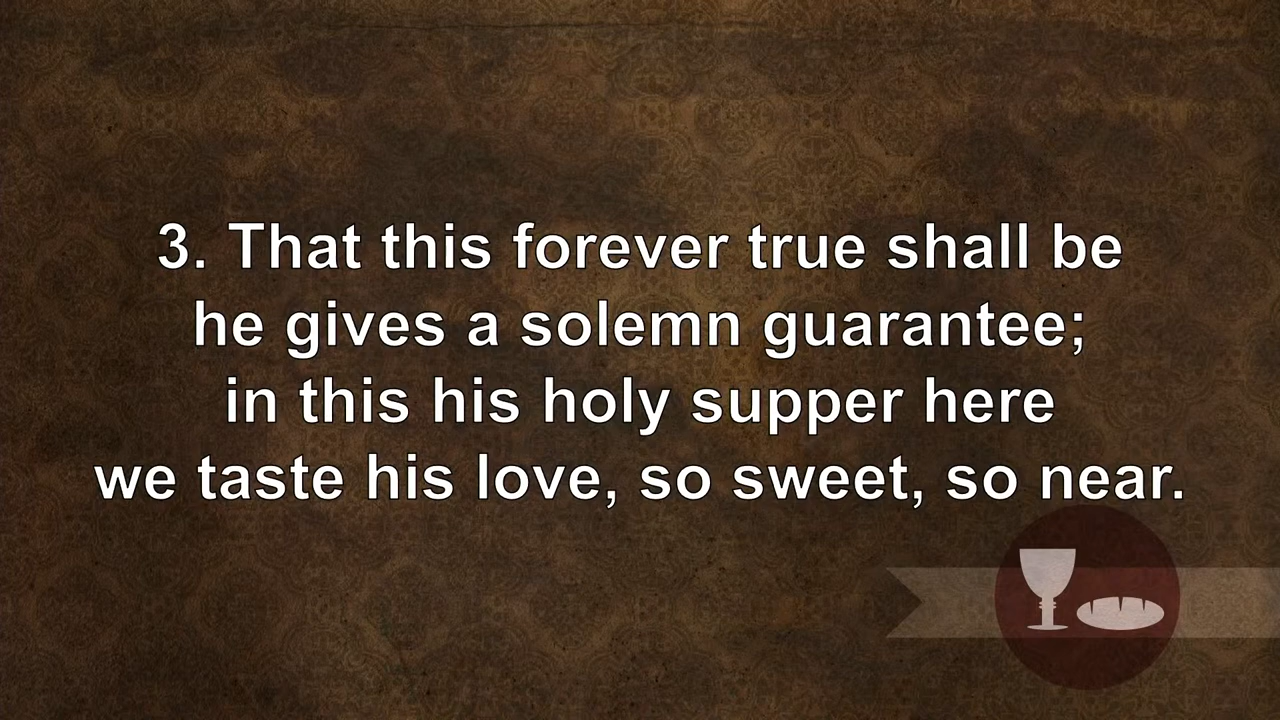 3. That this forever true shall be
he gives a solemn guarantee;
in this his holy supper here
we taste his love, so sweet, so near.